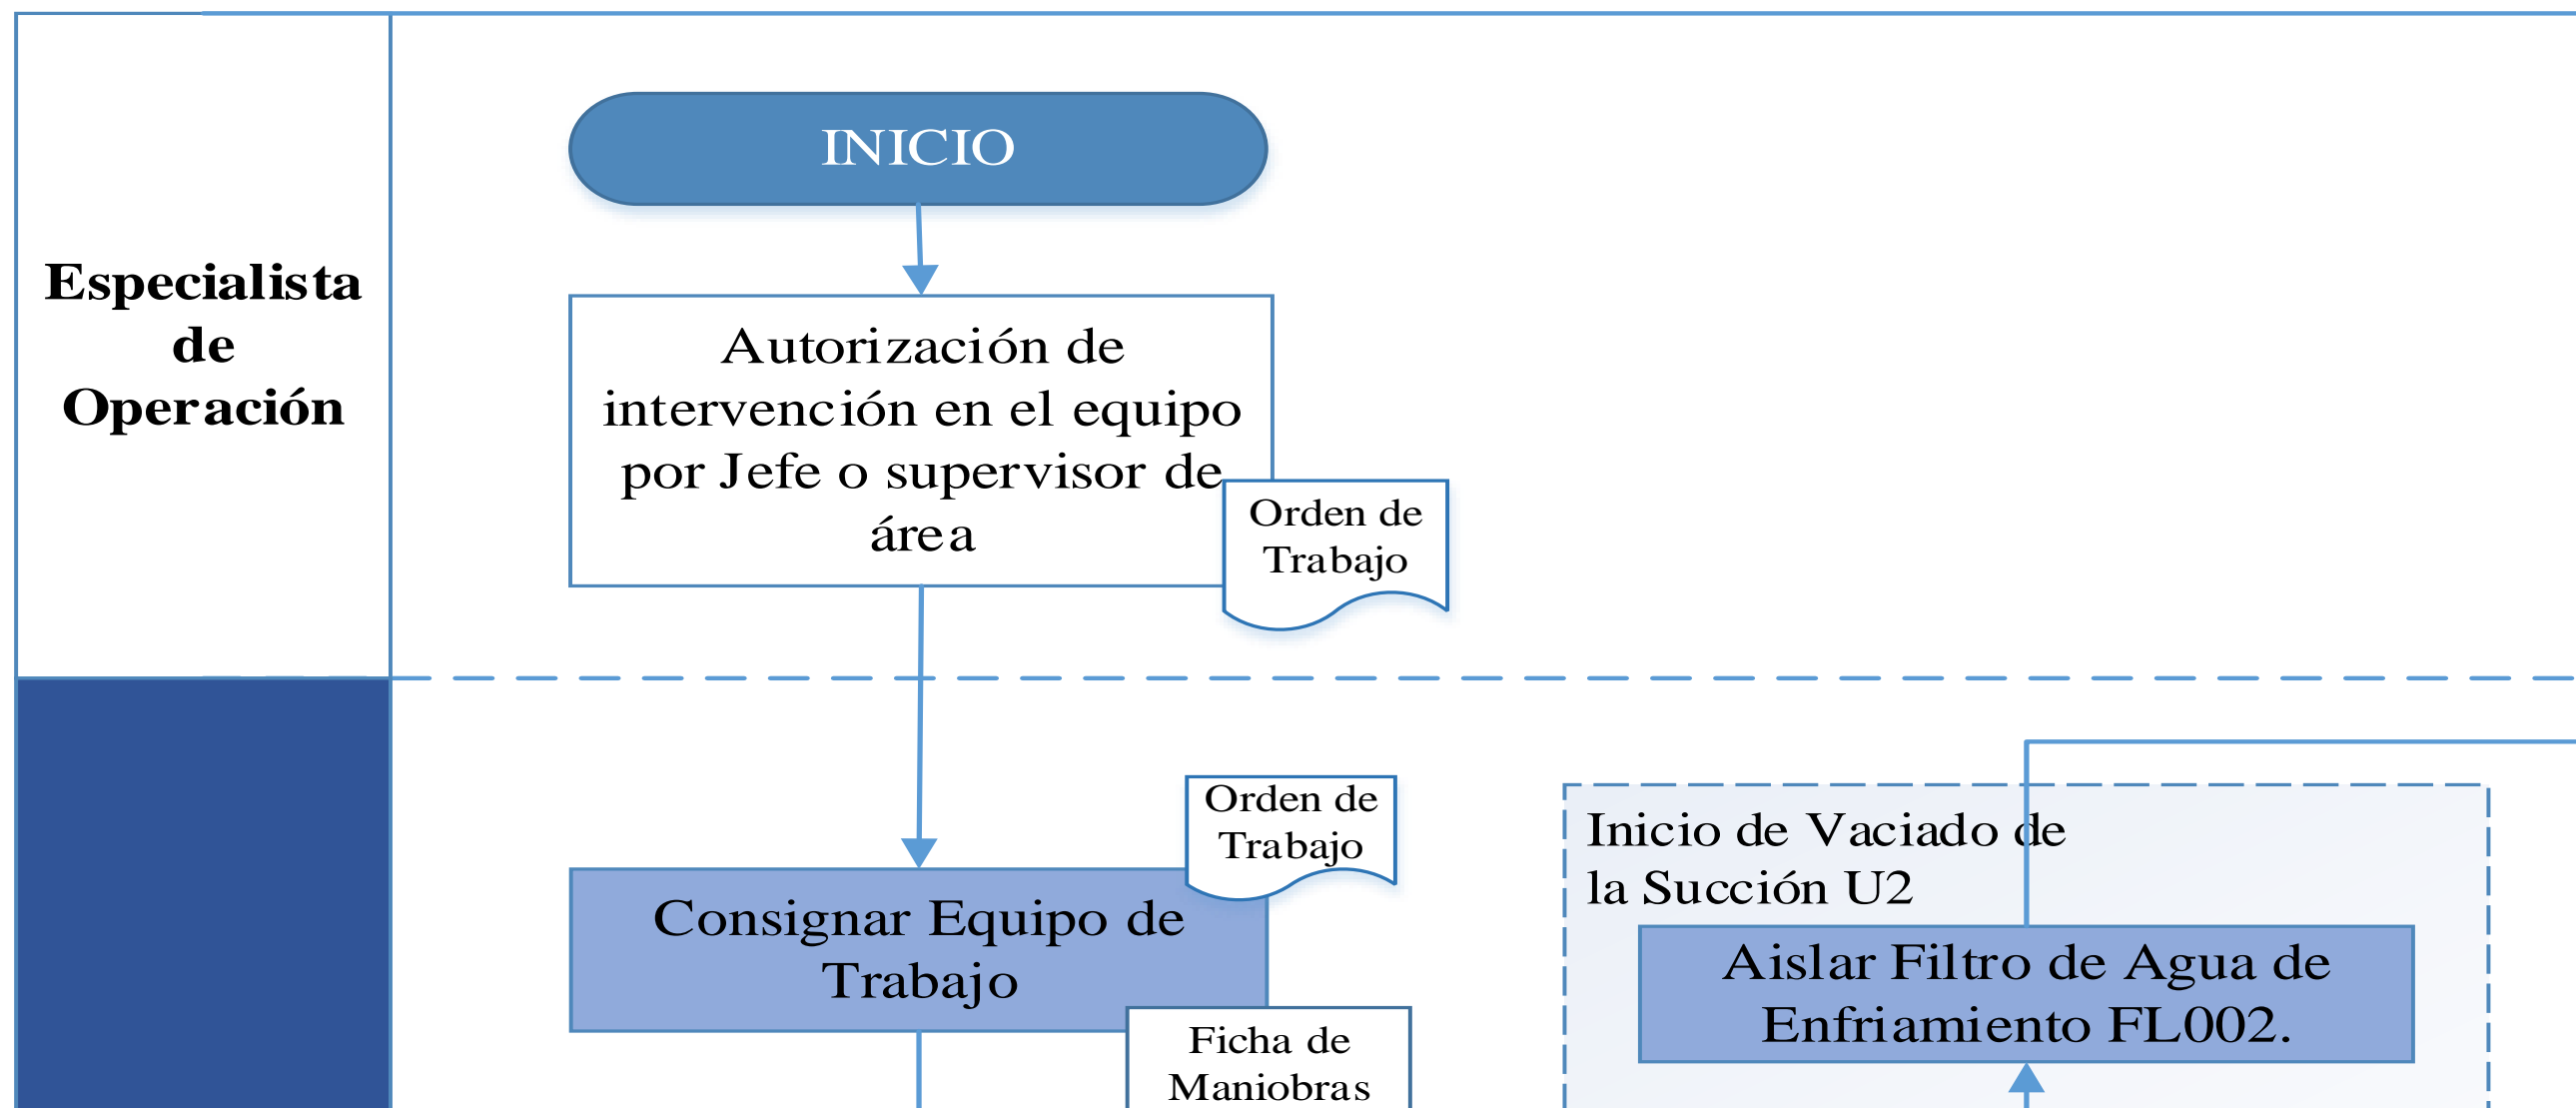 INICIO
Especialista
de
Operación
Autorización de
intervención en el equipo
por Jefe o supervisor de
área
Orden de
Trabajo
Orden de
Trabajo
Consignar Equipo de
Trabajo
Ficha de
Maniobras
Inicio de Vaciado de
la Succión U2
Aislar Filtro de Agua de
Enfriamiento FL002.